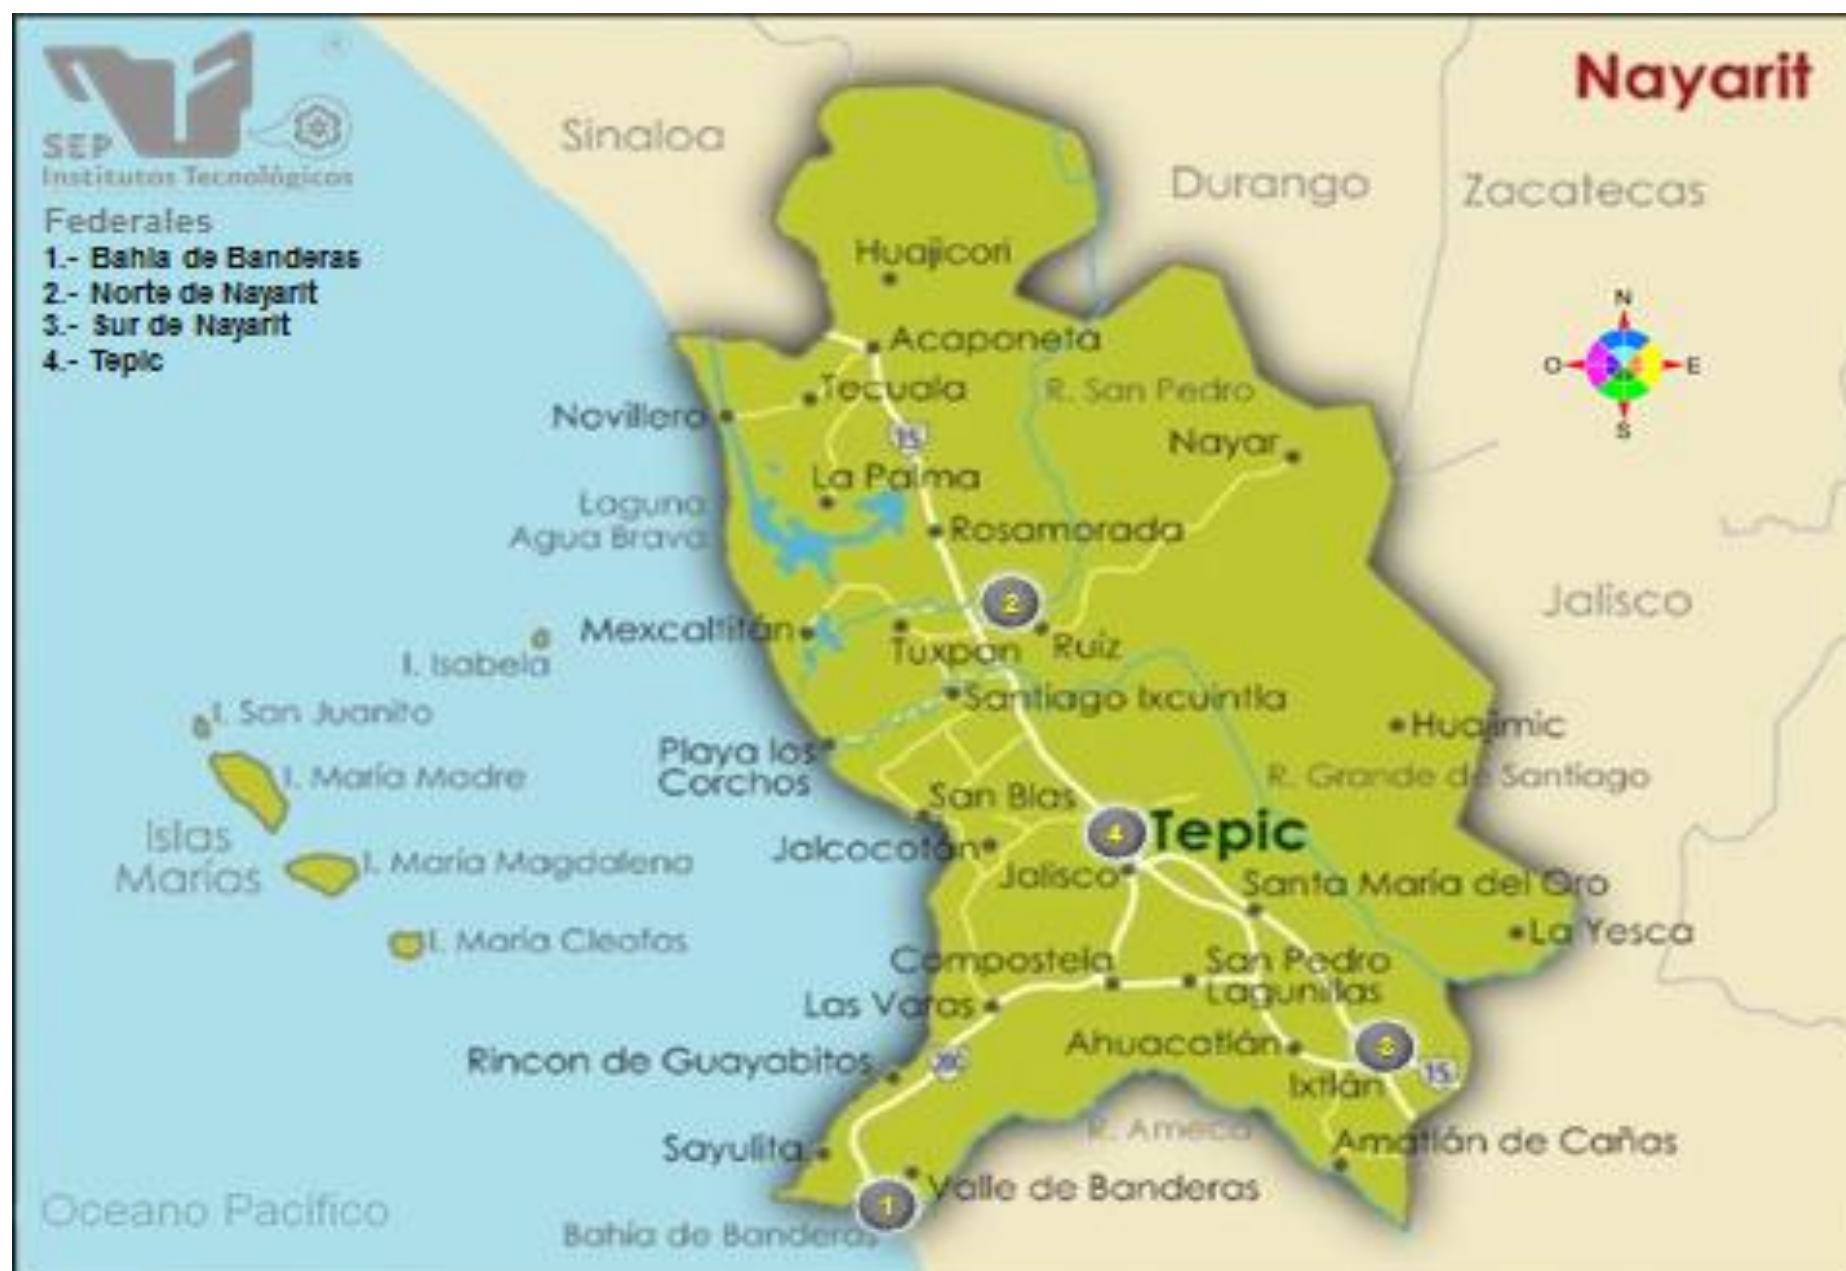 Nayarit
SEP
Institutos Tecnológicos
Federales
1.- Bahia de Banderas
2.- Norte de Nayarit
3.- Sur de Nayarit
4.- Tepic
Sinaloa
Durango
Zacatecas
N
O
E
S
Huajicori
Acaponeta
Tecuala
R. San Pedro
Novillero
15
Nayar
La Palma
Laguna
Agua Brava
Rosamorada
2
Jalisco
Mexcaltitán
Tuxpan
Ruiz
I. Isabela
Santiago Ixcuintla
I. San Juanito
Huajimic
Playa los
Corchos
I. María Madre
R. Grande de Santiago
San Blas
4
Tepic
Islas
Marías
Jalcocotán
I. María Magdalena
Jalisco
Santa María del Oro
La Yesca
I. María Cleofas
Compostela
San Pedro
Lagunillas
Las Varas
Ahuacatlán
3
Rincon de Guayabitos
15
Ixtlán
R. Ameca
Sayulita
Amatlán de Cañas
Valle de Banderas
1
Oceano Pacífico
Bahía de Banderas